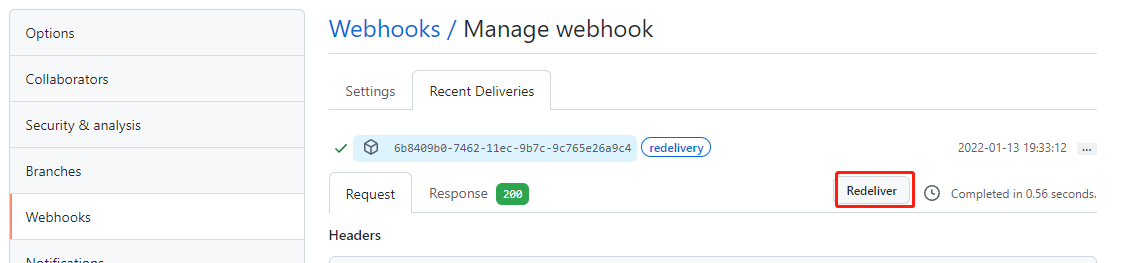 Options
Collaborators
Security & analysis
Branches
Webhooks
Notifications
Webhooks / Manage webhook
Settings Recent Deliveries
6b8409b0-7462-11ec-9b7c-9c765e26a9c4 redelivery 2022-01-13 19:33:12 ...
Request Response 200 Redeliver Completed in 0.56 seconds.
Headers